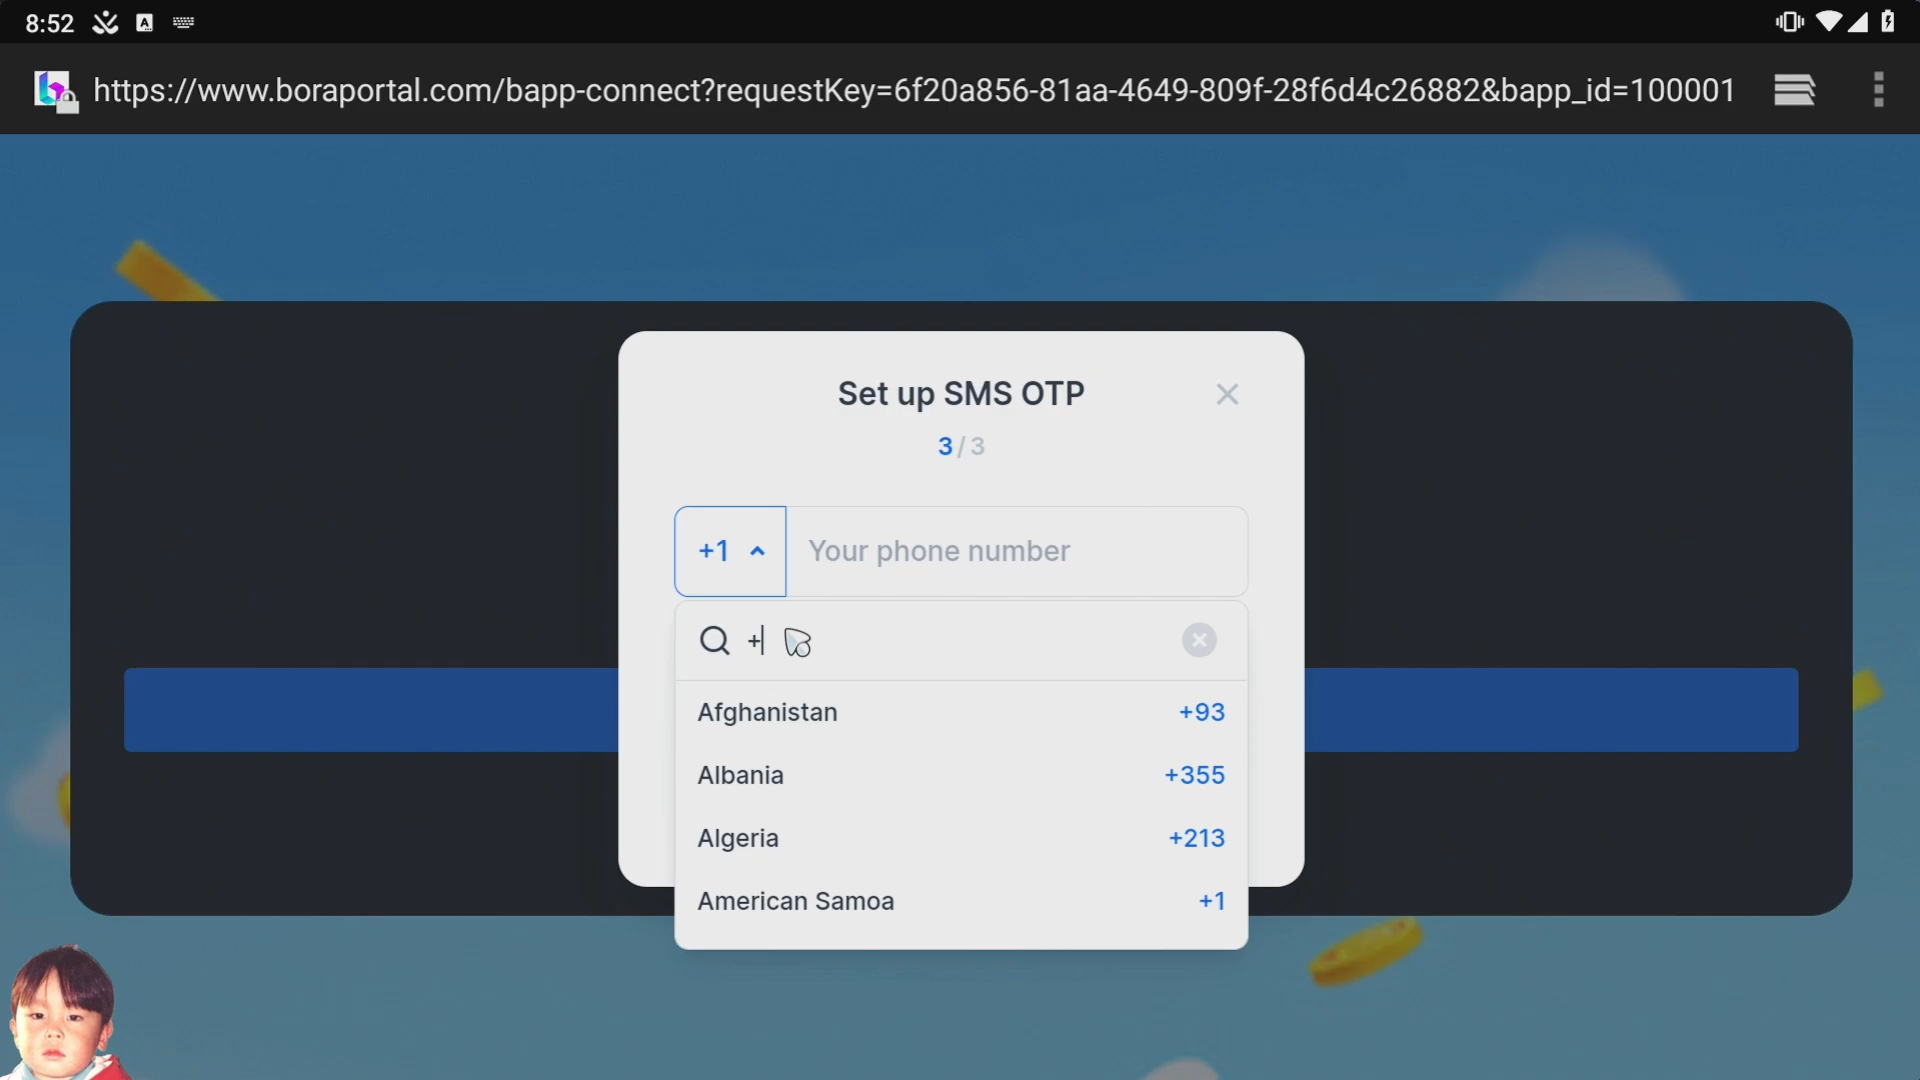 8:52
https://www.boraportal.com/bapp-connect?requestKey=6f20a856-81aa-4649-809f-28f6d4c26882&bapp_id=100001
Set up SMS OTP
3/3
+1 Your phone number
+
Afghanistan +93
Albania +355
Algeria +213
American Samoa +1